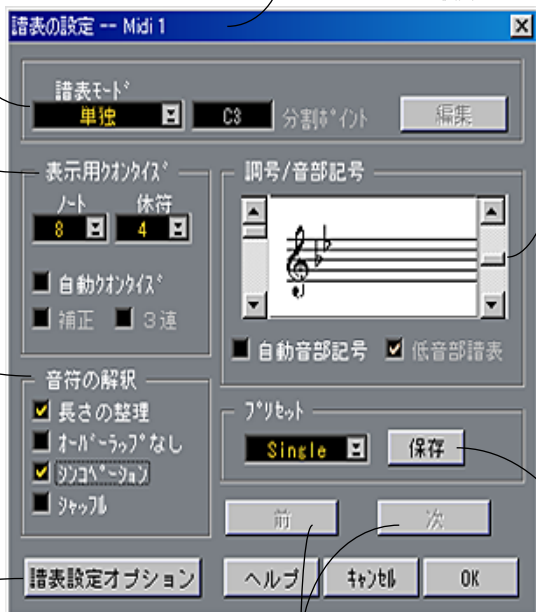 譜表の設定 -- Midi 1
譜表ﾓｰﾄﾞ
単独 C3 分割ﾎﾟｲﾝﾄ 編集
表示用ｸｵﾝﾀｲｽﾞ
ﾉｰﾄ 休符
8 4
自動ｸｵﾝﾀｲｽﾞ
補正 3連
調号/音部記号
自動音部記号 低音部譜表
音符の解釈
長さの整理
ｵｰﾊﾞｰﾗｯﾌﾟなし
ｼﾝｺﾍﾟｰｼｮﾝ
ｼｬｯﾌﾙ
ﾌﾟﾘｾｯﾄ
Single 保存
前 次
譜表設定オプション ヘルプ ｷｬﾝｾﾙ OK